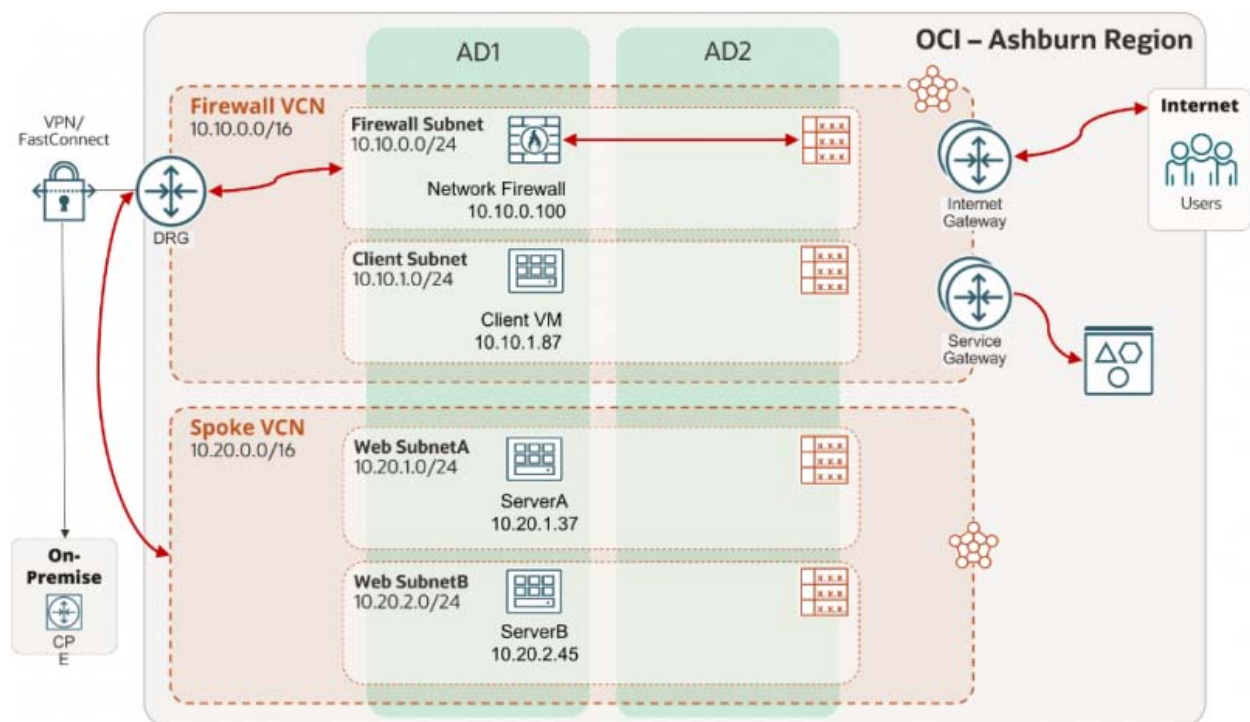 OCI – Ashburn Region
AD1
AD2
VPN/
FastConnect
DRG
On-
Premise
CP
E
Firewall VCN
10.10.0.0/16
Firewall Subnet
10.10.0.0/24
Network Firewall
10.10.0.100
x x x
x x x
Client Subnet
10.10.1.0/24
Client VM
10.10.1.87
x x x
x x x
Internet
Gateway
Internet
Users
Service
Gateway
Spoke VCN
10.20.0.0/16
Web SubnetA
10.20.1.0/24
ServerA
10.20.1.37
x x x
x x x
Web SubnetB
10.20.2.0/24
ServerB
10.20.2.45
x x x
x x x